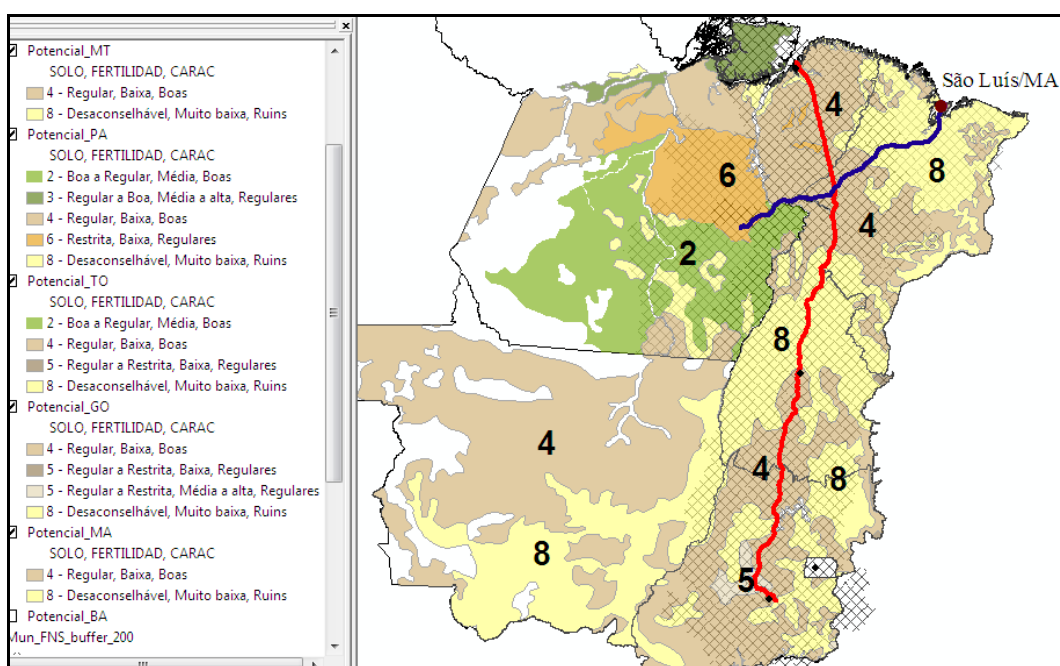 Potencial_MT
SOLO, FERTILIDAD, CARAC
4 - Regular, Baixa, Boas
8 - Desaconselhável, Muito baixa, Ruins
Potencial_PA
SOLO, FERTILIDAD, CARAC
2 - Boa a Regular, Média, Boas
3 - Regular a Boa, Média a alta, Regulares
4 - Regular, Baixa, Boas
6 - Restrita, Baixa, Regulares
8 - Desaconselhável, Muito baixa, Ruins
Potencial_TO
SOLO, FERTILIDAD, CARAC
2 - Boa a Regular, Média, Boas
4 - Regular, Baixa, Boas
5 - Regular a Restrita, Baixa, Regulares
8 - Desaconselhável, Muito baixa, Ruins
Potencial_GO
SOLO, FERTILIDAD, CARAC
4 - Regular, Baixa, Boas
5 - Regular a Restrita, Baixa, Regulares
5 - Regular a Restrita, Média a alta, Regulares
8 - Desaconselhável, Muito baixa, Ruins
Potencial_MA
SOLO, FERTILIDAD, CARAC
4 - Regular, Baixa, Boas
8 - Desaconselhável, Muito baixa, Ruins
Potencial_BA
Mun_FNS_buffer_200
São Luís/MA
4
8
6
4
2
8
4
4
8
8
5